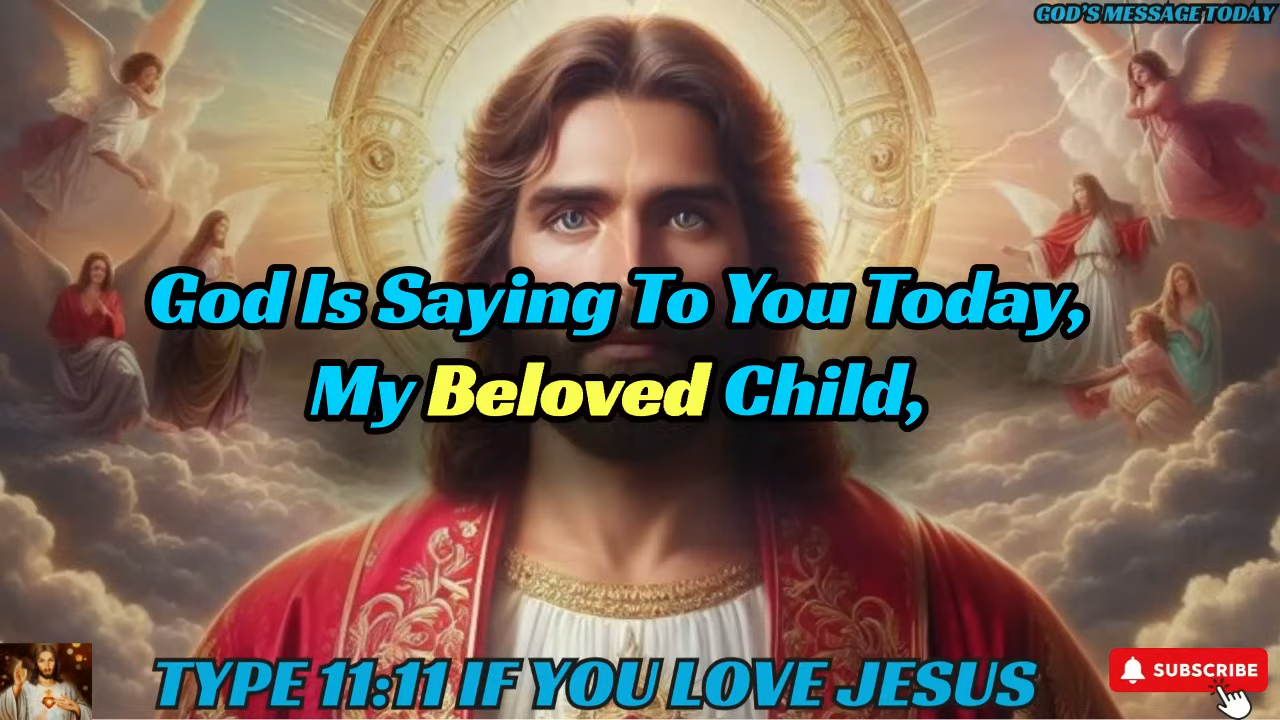 GOD'S MESSAGE TODAY
God Is Saying To You Today,
My Beloved Child,
TYPE 11:11 IF YOU LOVE JESUS
SUBSCRIBE